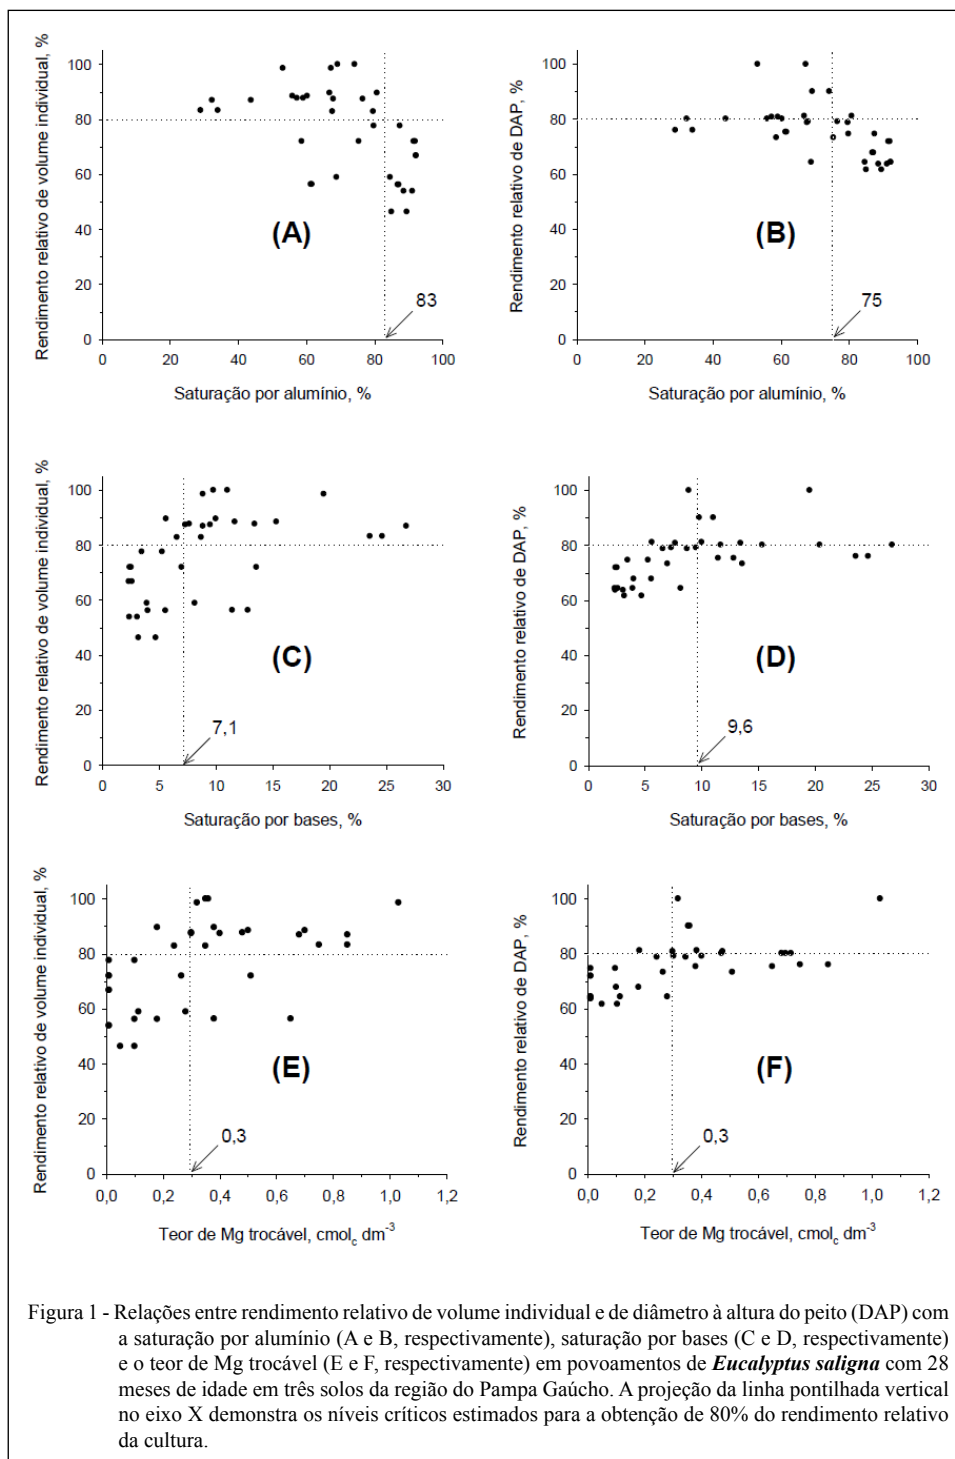 Rendimento relativo de volume individual, %
100
80
60
40
20
0
(A)
83
0 20 40 60 80 100
Saturação por alumínio, %
Rendimento relativo de DAP, %
100
80
60
40
20
0
(B)
75
0 20 40 60 80 100
Saturação por alumínio, %
Rendimento relativo de volume individual, %
100
80
60
40
20
0
(C)
7,1
0 5 10 15 20 25 30
Saturação por bases, %
Rendimento relativo de DAP, %
100
80
60
40
20
0
(D)
9,6
0 5 10 15 20 25 30
Saturação por bases, %
Rendimento relativo de volume individual, %
100
80
60
40
20
0
(E)
0,3
0,0 0,2 0,4 0,6 0,8 1,0 1,2
Teor de Mg trocável, cmol_c dm⁻³
Rendimento relativo de DAP, %
100
80
60
40
20
0
(F)
0,3
0,0 0,2 0,4 0,6 0,8 1,0 1,2
Teor de Mg trocável, cmol_c dm⁻³
Figura 1 - Relações entre rendimento relativo de volume individual e de diâmetro à altura do peito (DAP) com
a saturação por alumínio (A e B, respectivamente), saturação por bases (C e D, respectivamente)
e o teor de Mg trocável (E e F, respectivamente) em povoamentos de Eucalyptus saligna com 28
meses de idade em três solos da região do Pampa Gaúcho. A projeção da linha pontilhada vertical
no eixo X demonstra os níveis críticos estimados para a obtenção de 80% do rendimento relativo
da cultura.